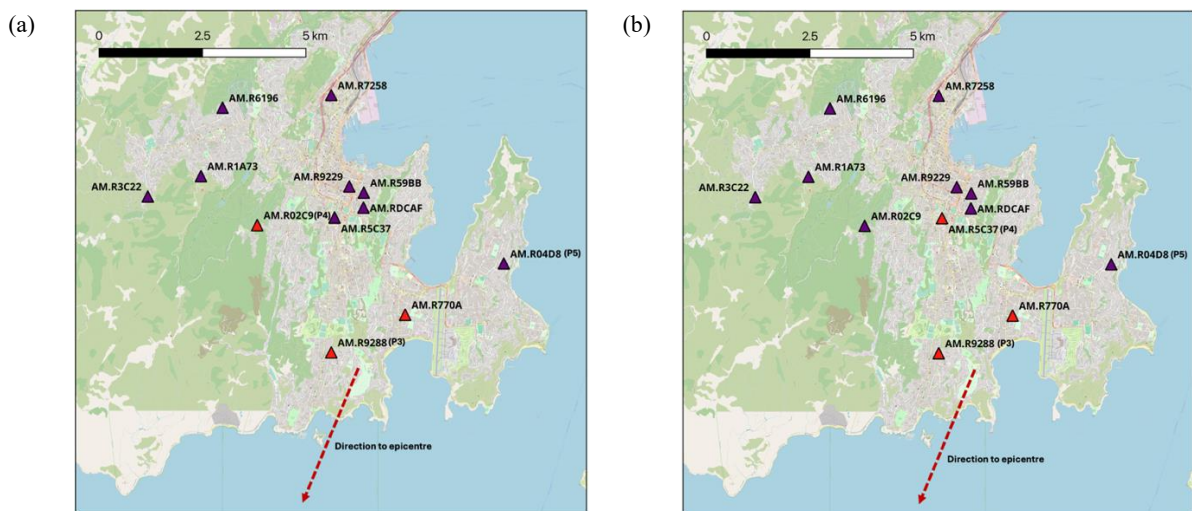 (a)
0 2.5 5 km
AM.R7258
AM.R6196
AM.R1A73
AM.R9229
AM.R59BB
AM.R3C22
AM.RDCAF
AM.R02C9(P4)
AM.R5C37
AM.R04D8 (P5)
AM.R770A
AM.R9288 (P3)
Direction to epicentre
(b)
0 2.5 5 km
AM.R7258
AM.R6196
AM.R1A73
AM.R9229
AM.R59BB
AM.R3C22
AM.RDCAF
AM.R02C9
AM.R5C37 (P4)
AM.R04D8 (P5)
AM.R770A
AM.R9288 (P3)
Direction to epicentre